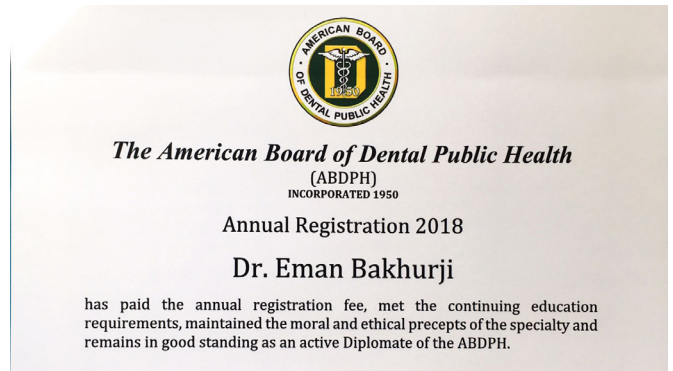 AMERICAN BOARD
OF DENTAL PUBLIC HEALTH
D
1950
The American Board of Dental Public Health
(ABDPH)
INCORPORATED 1950
Annual Registration 2018
Dr. Eman Bakhurji
has paid the annual registration fee, met the continuing education
requirements, maintained the moral and ethical precepts of the specialty and
remains in good standing as an active Diplomate of the ABDPH.